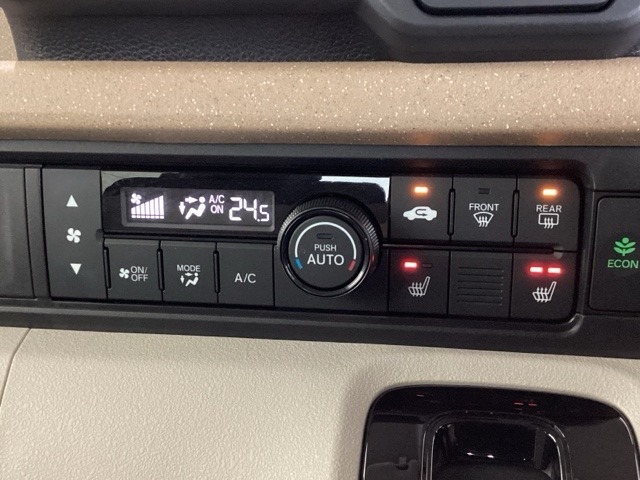 A/C
ON
24.5
PUSH
AUTO
FRONT
REAR
ON/
OFF
MODE
A/C
ECON